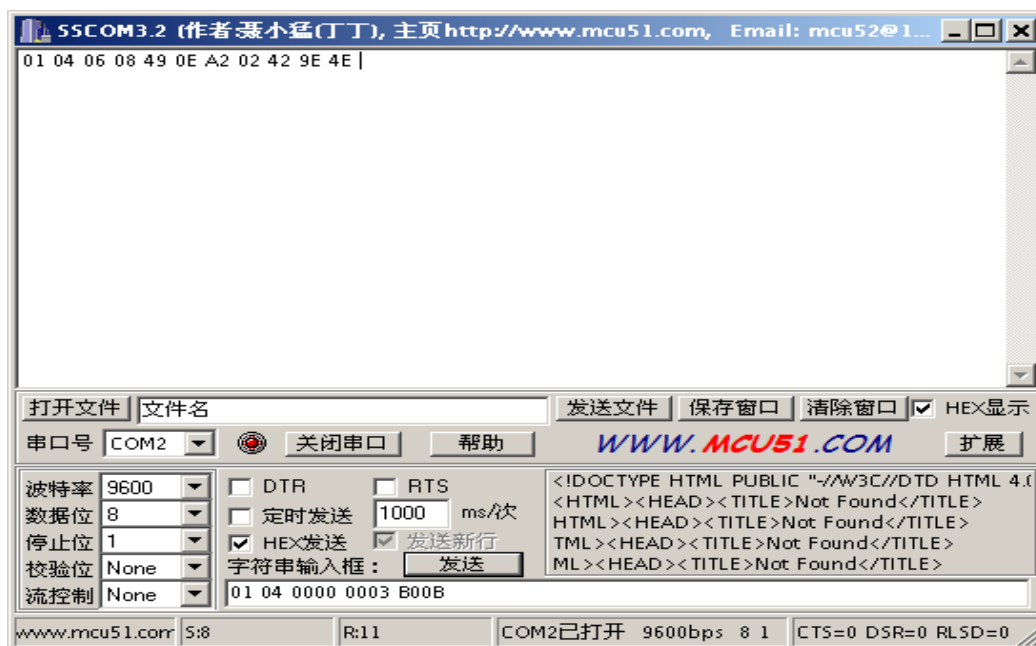 SSCOM3.2 (作者:聂小猛(丁丁), 主页http://www.mcu51.com, Email: mcu52@1...
01 04 06 08 49 0E A2 02 42 9E 4E
打开文件 文件名 发送文件 保存窗口 清除窗口 HEX显示
串口号 COM2 关闭串口 帮助 WWW.MCU51.COM 扩展
波特率 9600 DTR RTS
数据位 8 定时发送 1000 ms/次
停止位 1 HEX发送 发送新行
校验位 None 字符串输入框: 发送
流控制 None 01 04 0000 0003 B00B
<!DOCTYPE HTML PUBLIC "-//W3C//DTD HTML 4.(
<HTML><HEAD><TITLE>Not Found</TITLE>
HTML><HEAD><TITLE>Not Found</TITLE>
TML><HEAD><TITLE>Not Found</TITLE>
ML><HEAD><TITLE>Not Found</TITLE>
www.mcu51.com S:8 R:11 COM2已打开 9600bps 8 1 CTS=0 DSR=0 RLSD=0